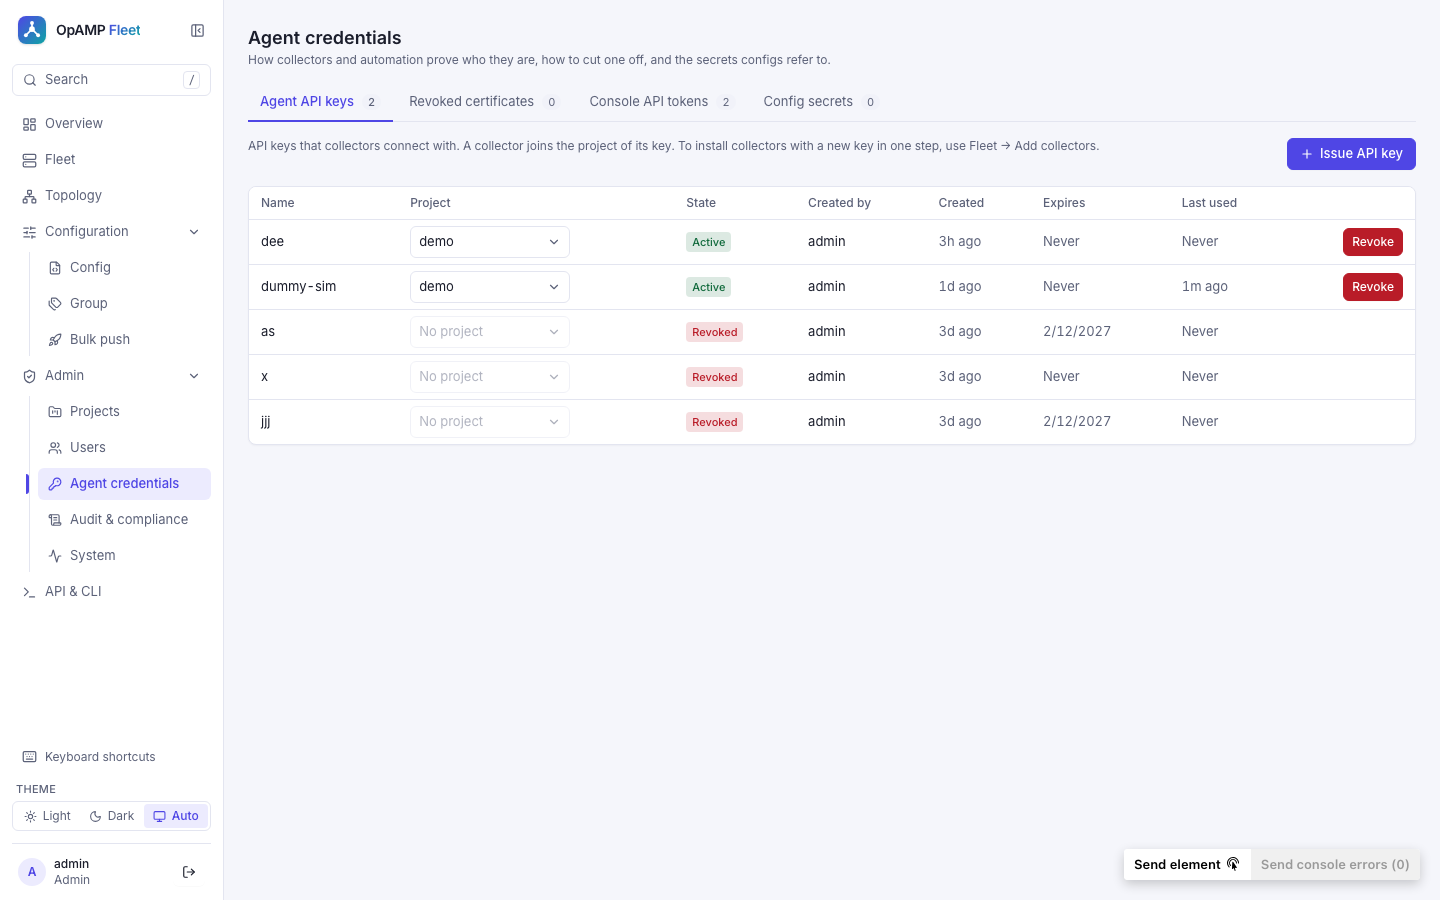 OpAMP Fleet
Search /
Overview
Fleet
Topology
Configuration
Config
Group
Bulk push
Admin
Projects
Users
Agent credentials
Audit & compliance
System
API & CLI
Keyboard shortcuts
THEME
Light Dark Auto
A admin
Admin
Agent credentials
How collectors and automation prove who they are, how to cut one off, and the secrets configs refer to.
Agent API keys 2 Revoked certificates 0 Console API tokens 2 Config secrets 0
API keys that collectors connect with. A collector joins the project of its key. To install collectors with a new key in one step, use Fleet → Add collectors.
+ Issue API key
Name Project State Created by Created Expires Last used
dee demo Active admin 3h ago Never Never Revoke
dummy-sim demo Active admin 1d ago Never 1m ago Revoke
as No project Revoked admin 3d ago 2/12/2027 Never
x No project Revoked admin 3d ago Never Never
jjj No project Revoked admin 3d ago 2/12/2027 Never
Send element Send console errors (0)